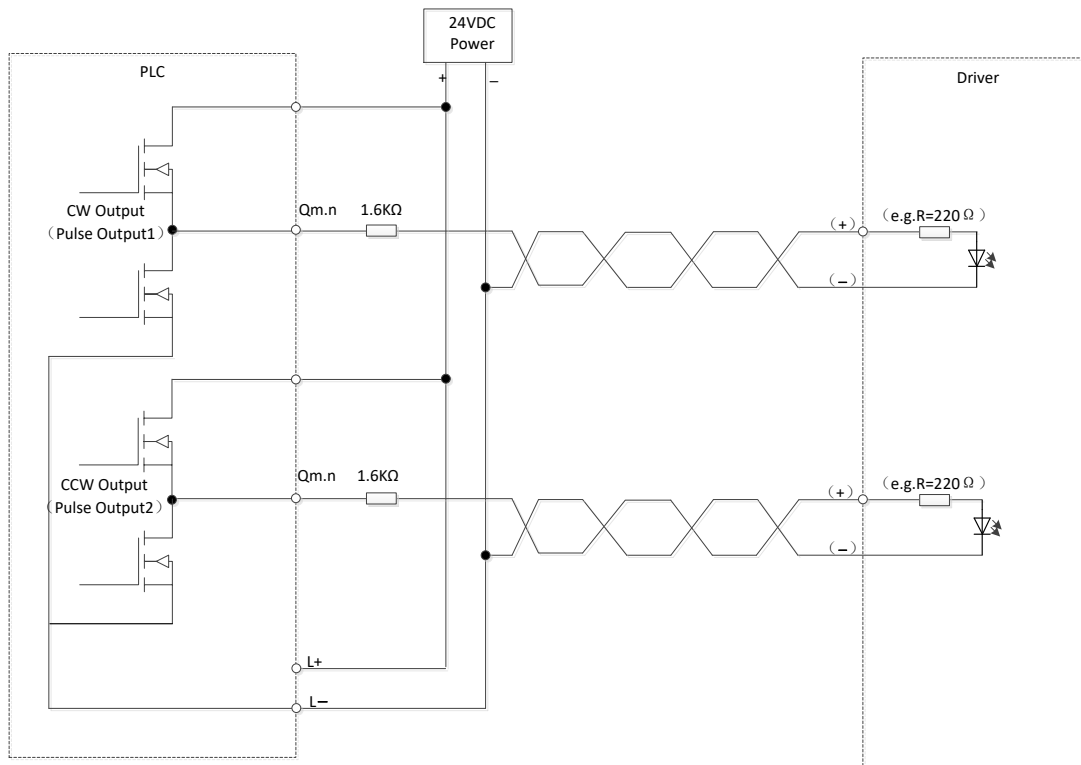 24VDC
Power
PLC
+
–
Driver
CW Output
（Pulse Output1）
Qm.n
1.6KΩ
（+）
（e.g.R=220Ω）
（−）
CCW Output
（Pulse Output2）
Qm.n
1.6KΩ
（+）
（e.g.R=220Ω）
（−）
L+
L−